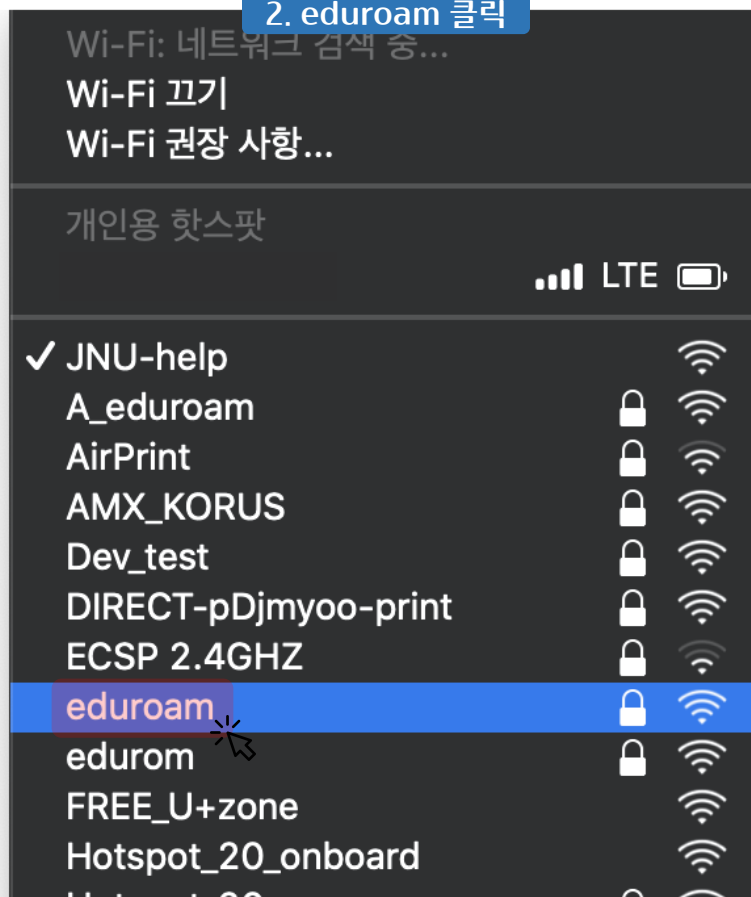 2. eduroam 클릭
Wi-Fi: 네트워크 검색 중...
Wi-Fi 끄기
Wi-Fi 권장 사항...
개인용 핫스팟
LTE
JNU-help
A_eduroam
AirPrint
AMX_KORUS
Dev_test
DIRECT-pDjmyoo-print
ECSP 2.4GHZ
eduroam
edurom
FREE_U+zone
Hotspot_20_onboard